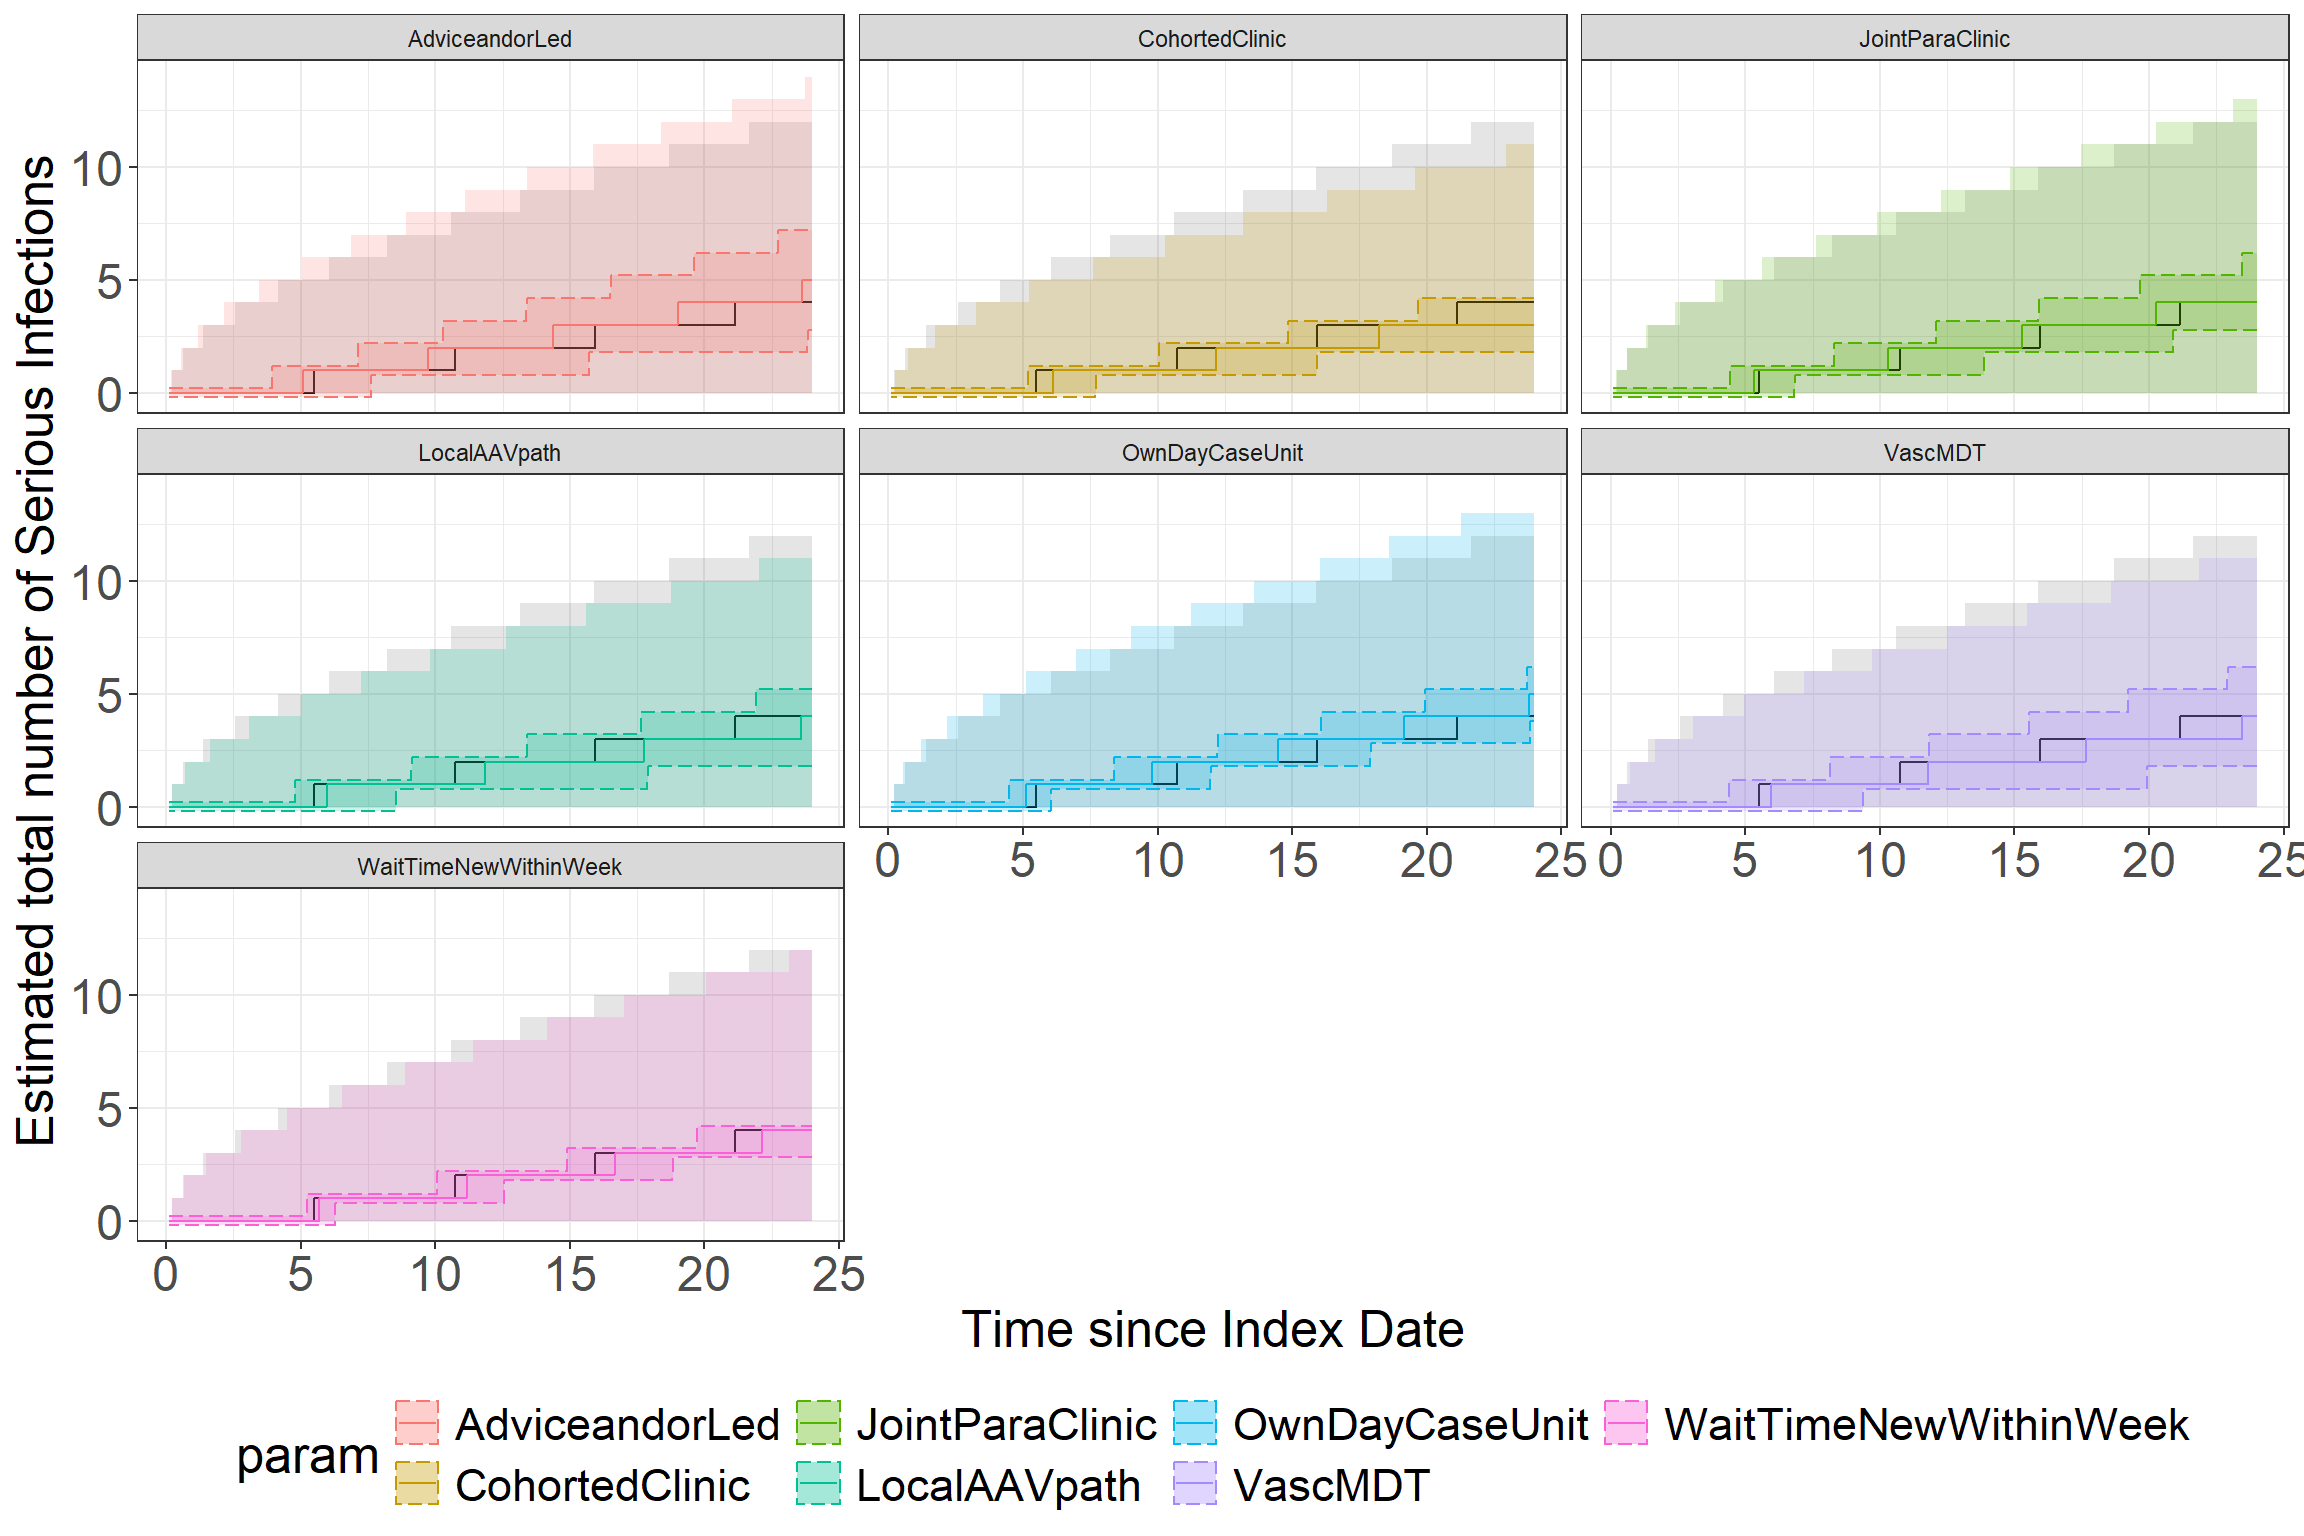 AdviceandorLed
CohortedClinic
JointParaClinic
10
5
0
LocalAAVpath
OwnDayCaseUnit
VascMDT
10
5
0
0 5 10 15 20 25
0 5 10 15 20 25
WaitTimeNewWithinWeek
10
5
0
0 5 10 15 20 25
Estimated total number of Serious Infections
Time since Index Date
param
AdviceandorLed
JointParaClinic
OwnDayCaseUnit
WaitTimeNewWithinWeek
CohortedClinic
LocalAAVpath
VascMDT